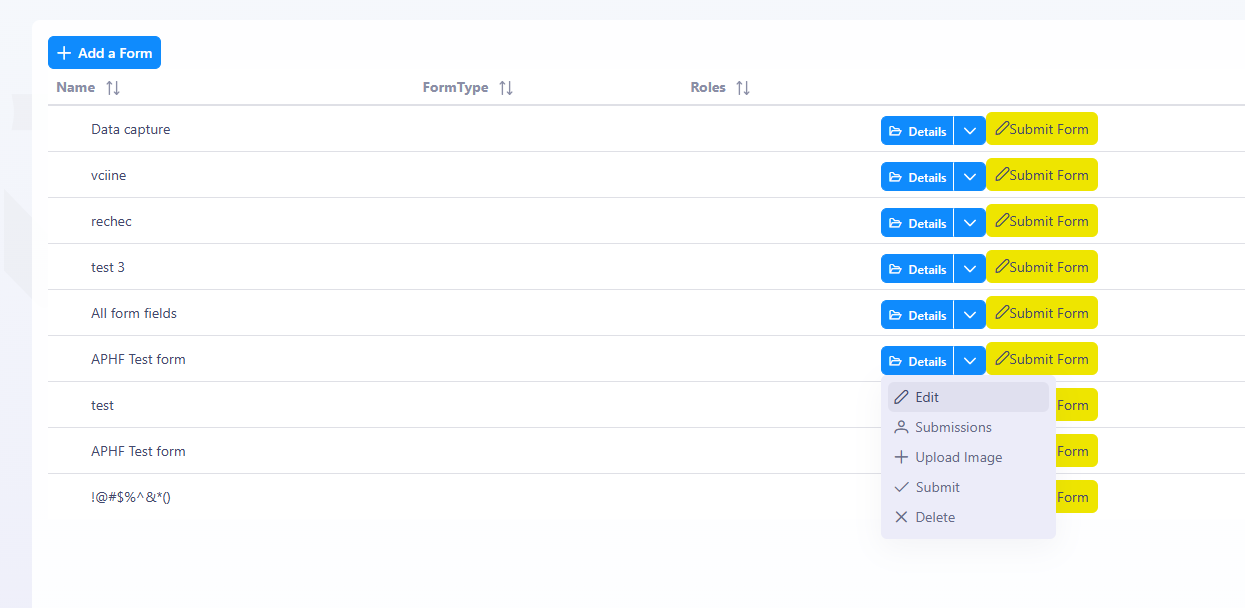 Add a Form
Name FormType Roles
Data capture Details Submit Form
vciine Details Submit Form
rechec Details Submit Form
test 3 Details Submit Form
All form fields Details Submit Form
APHF Test form Details Submit Form
Edit
test Form
Submissions
APHF Test form Form
Upload Image
Submit
!@#$%^&*() Form
Delete